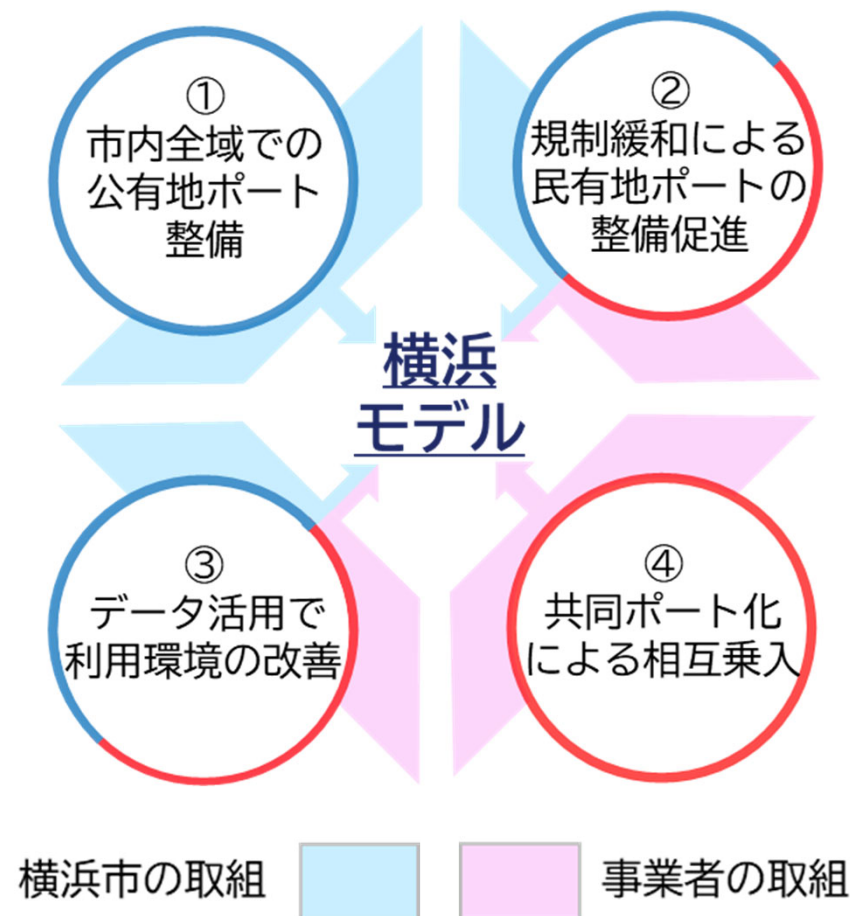 ①
市内全域での
公有地ポート
整備
②
規制緩和による
民有地ポートの
整備促進
横浜
モデル
③
データ活用で
利用環境の改善
④
共同ポート化
による相互乗入
横浜市の取組
事業者の取組